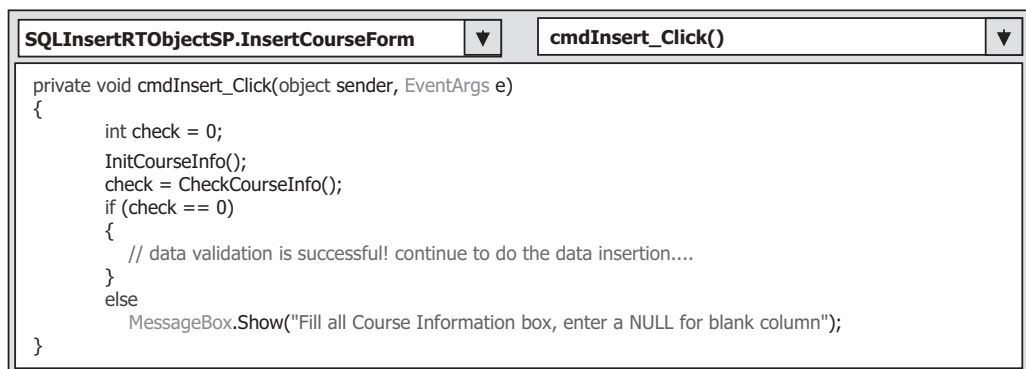 SQLInsertRTObjectSP.InsertCourseForm
cmdInsert_Click()
private void cmdInsert_Click(object sender, EventArgs e)
{
int check = 0;
InitCourseInfo();
check = CheckCourseInfo();
if (check == 0)
{
// data validation is successful! continue to do the data insertion....
}
else
MessageBox.Show("Fill all Course Information box, enter a NULL for blank column");
}